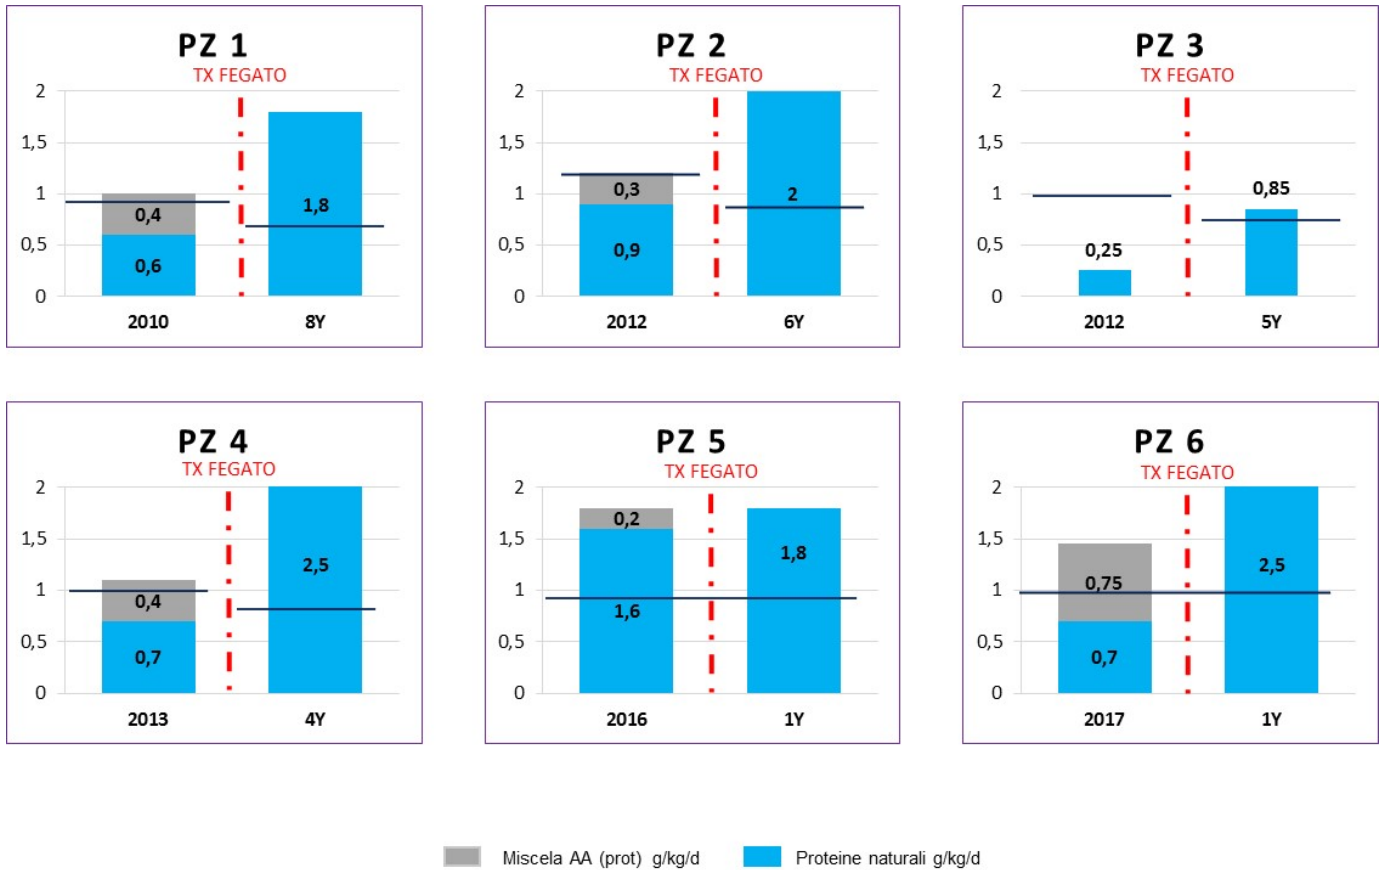 PZ 1
TX FEGATO
2
1,5
1
0,5
0
0,4
0,6
1,8
2010
8Y
PZ 2
TX FEGATO
2
1,5
1
0,5
0
0,3
0,9
2
2012
6Y
PZ 3
TX FEGATO
2
1,5
1
0,5
0
0,25
0,85
2012
5Y
PZ 4
TX FEGATO
2
1,5
1
0,5
0
0,4
0,7
2,5
2013
4Y
PZ 5
TX FEGATO
2
1,5
1
0,5
0
0,2
1,6
1,8
2016
1Y
PZ 6
TX FEGATO
2
1,5
1
0,5
0
0,75
0,7
2,5
2017
1Y
Miscela AA (prot) g/kg/d
Proteine naturali g/kg/d